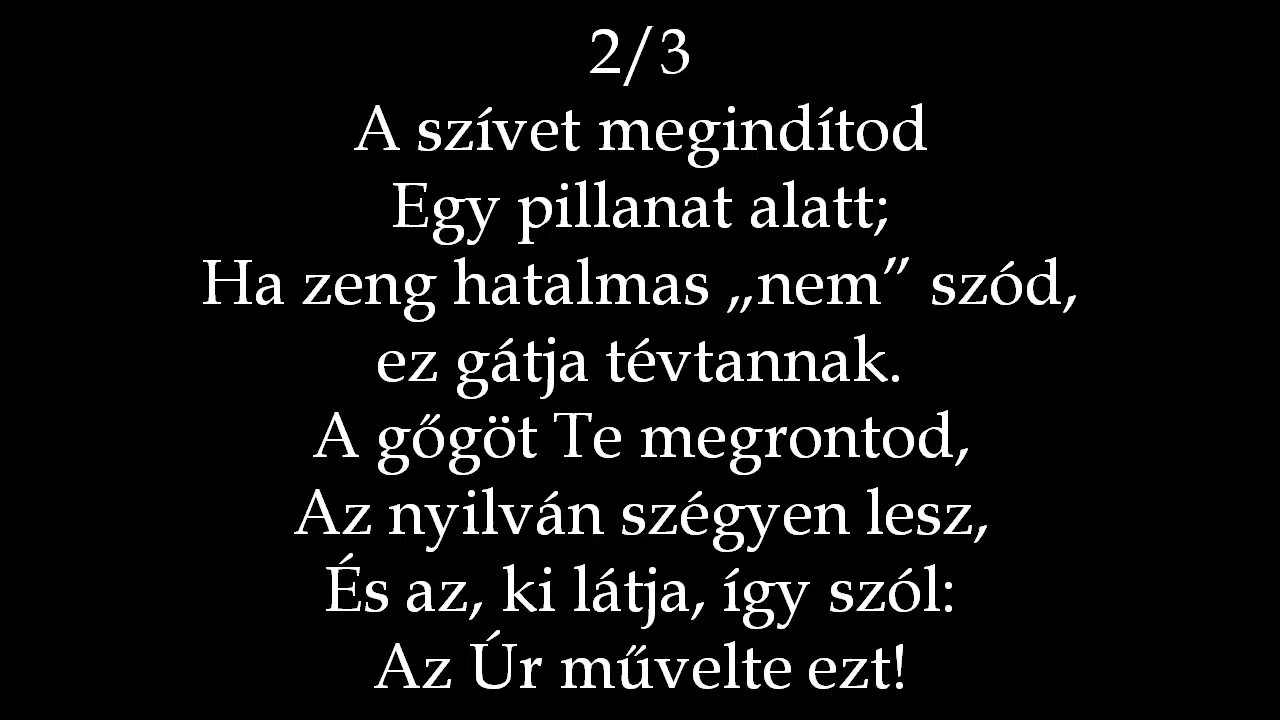 2/3
A szívet megindítod
Egy pillanat alatt;
Ha zeng hatalmas „nem” szód,
ez gátja tévtannak.
A gőgöt Te megrontod,
Az nyilván szégyen lesz,
És az, ki látja, így szól:
Az Úr művelte ezt!